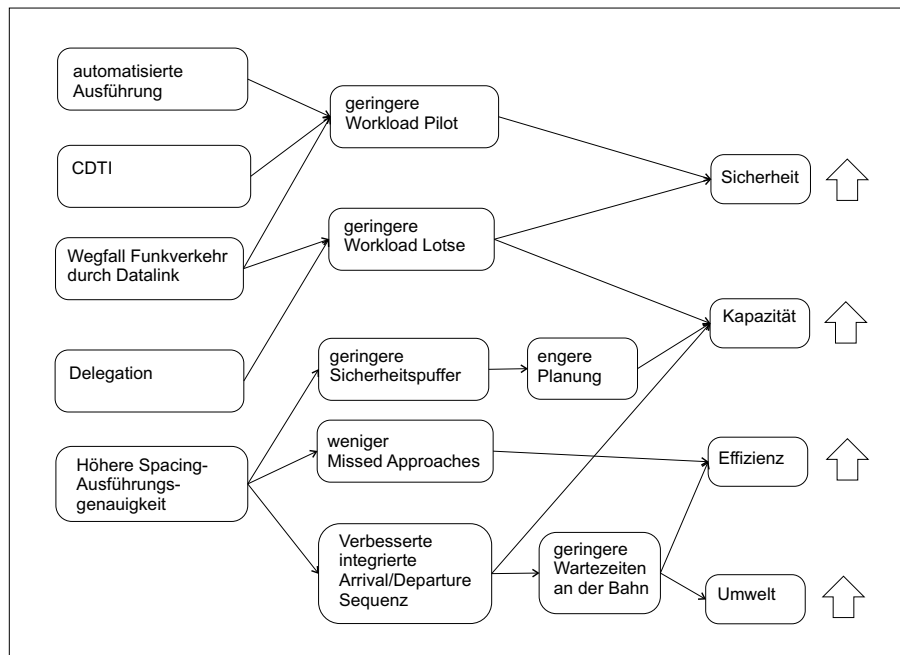 automatisierte
Ausführung
CDTI
Wegfall Funkverkehr
durch Datalink
Delegation
Höhere Spacing-
Ausführungs-
genauigkeit
geringere
Workload Pilot
geringere
Workload Lotse
geringere
Sicherheitspuffer
engere
Planung
weniger
Missed Approaches
Verbesserte
integrierte
Arrival/Departure
Sequenz
geringere
Wartezeiten
an der Bahn
Sicherheit
Kapazität
Effizienz
Umwelt